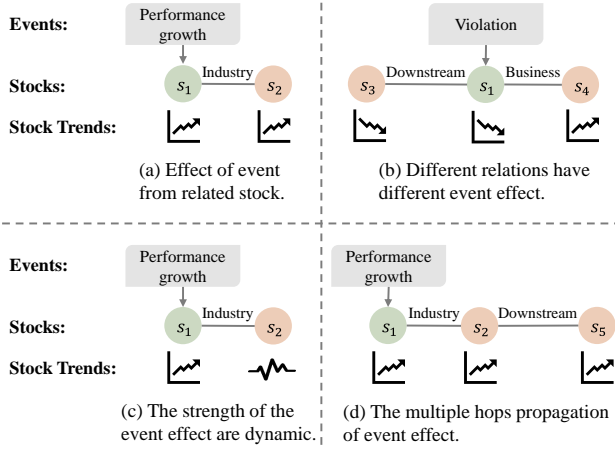 Events:
Performance
growth
Violation
Stocks:
s1 Industry s2
s3 Downstream s1 Business s4
Stock Trends:
(a) Effect of event
from related stock.
(b) Different relations have
different event effect.
Events:
Performance
growth
Performance
growth
Stocks:
s1 Industry s2
s1 Industry s2 Downstream s5
Stock Trends:
(c) The strength of the
event effect are dynamic.
(d) The multiple hops propagation
of event effect.